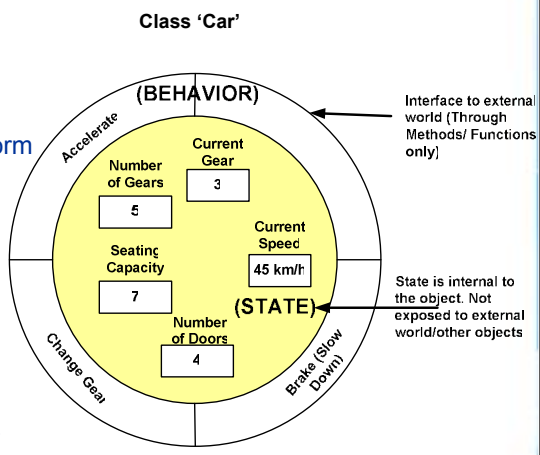 Class ‘Car’
(BEHAVIOR)
Accelerate
orm
Interface to external
world (Through
Methods/ Functions
only)
Current
Gear
3
Number
of Gears
5
Current
Speed
45 km/h
Seating
Capacity
7
(STATE)
State is internal to
the object. Not
exposed to external
world/other objects
Number
of Doors
4
Change Gear
Brake (Slow
Down)